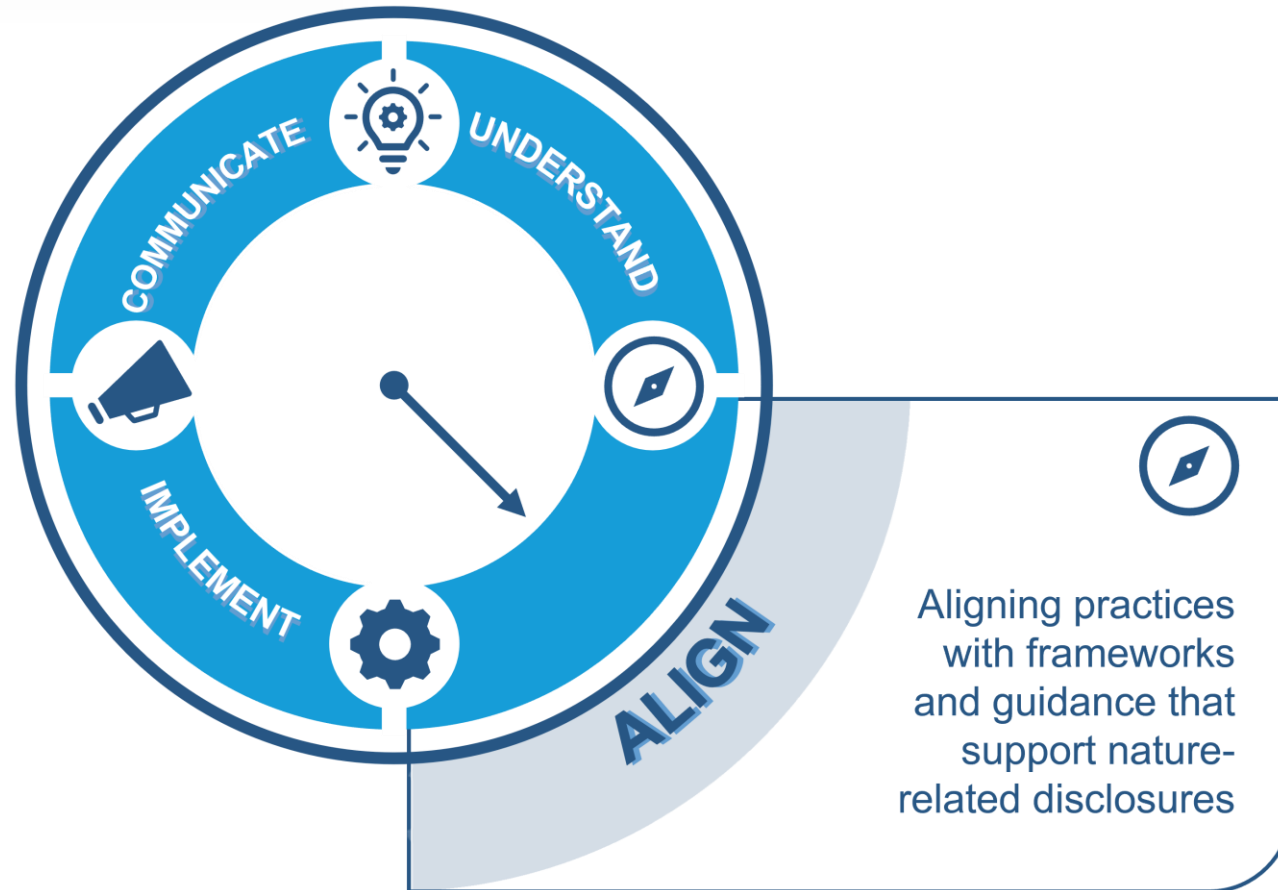 COMMUNICATE
UNDERSTAND
IMPLEMENT
ALIGN
Aligning practices
with frameworks
and guidance that
support nature-
related disclosures